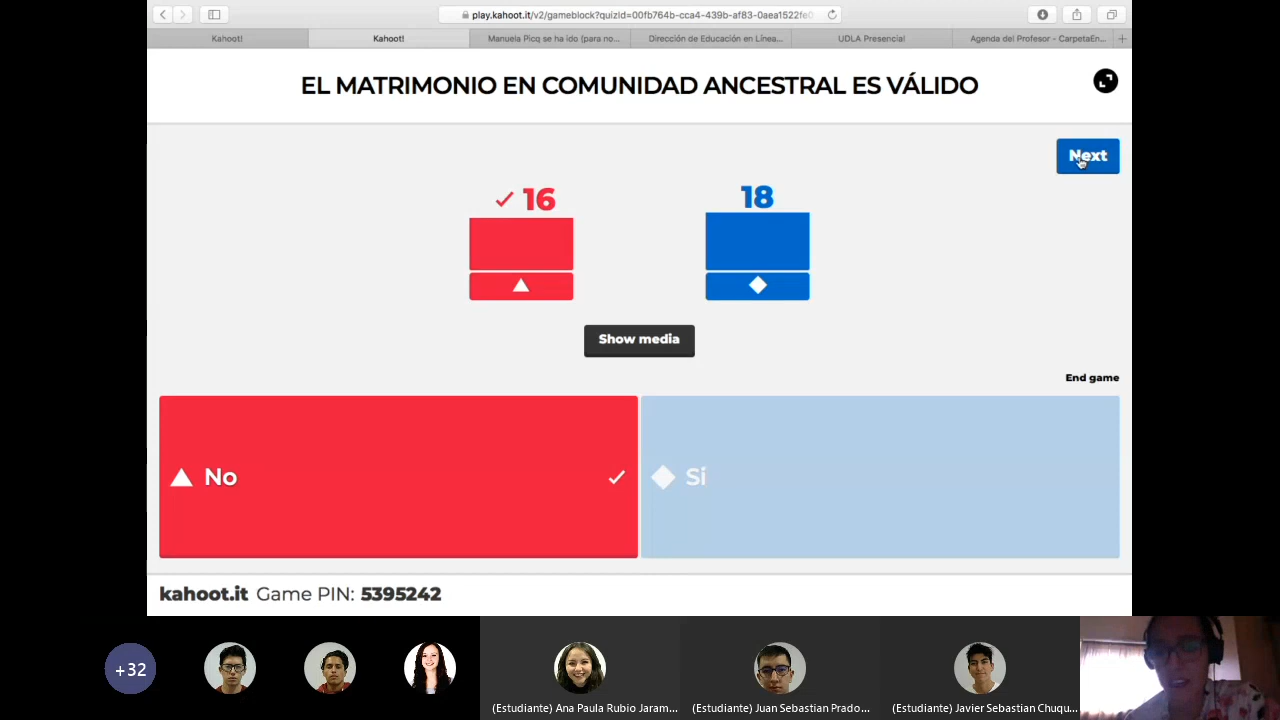 play.kahoot.it/v2/gameblock?quizId=00fb764b-cca4-439b-af83-0aea1522fe0
Kahoot!
Kahoot!
Manuela Picq se ha ido (para no...
Dirección de Educación en Línea...
UDLA Presencial
Agenda del Profesor - CarpetaEn...
EL MATRIMONIO EN COMUNIDAD ANCESTRAL ES VÁLIDO
Next
16
18
Show media
End game
No
Si
kahoot.it Game PIN: 5395242
+32
(Estudiante) Ana Paula Rubio Jaram...
(Estudiante) Juan Sebastian Prado...
(Estudiante) Javier Sebastian Chuqu...